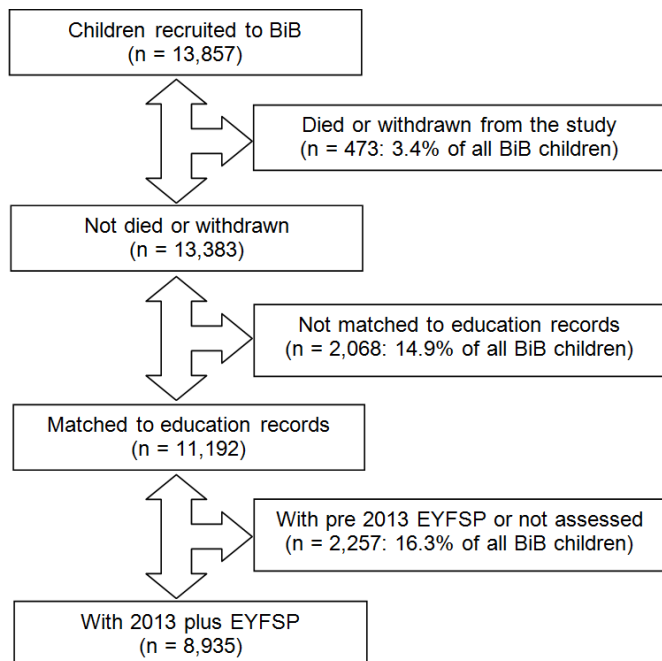 Children recruited to BiB
(n = 13,857)
Died or withdrawn from the study
(n = 473: 3.4% of all BiB children)
Not died or withdrawn
(n = 13,383)
Not matched to education records
(n = 2,068: 14.9% of all BiB children)
Matched to education records
(n = 11,192)
With pre 2013 EYFSP or not assessed
(n = 2,257: 16.3% of all BiB children)
With 2013 plus EYFSP
(n = 8,935)